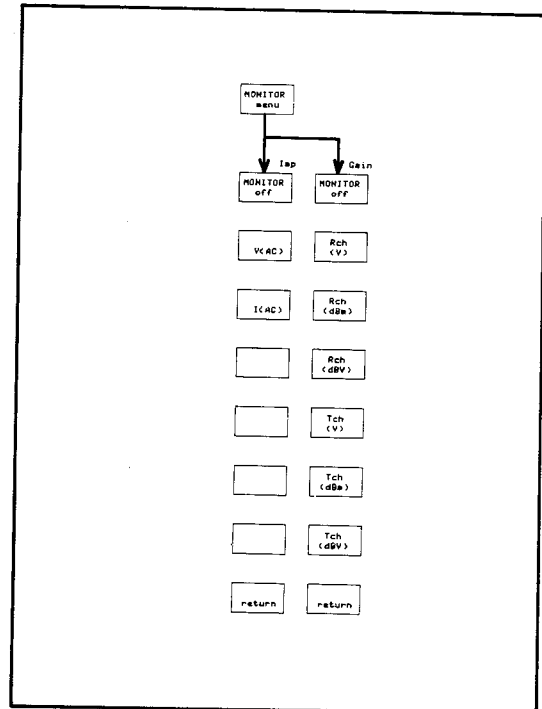 MONITOR
menu
Imp Gain
MONITOR
off
MONITOR
off
V(AC)
Rch
(V)
I(AC)
Rch
(dBm)
Rch
(dBV)
Tch
(V)
Tch
(dBm)
Tch
(dBV)
return
return